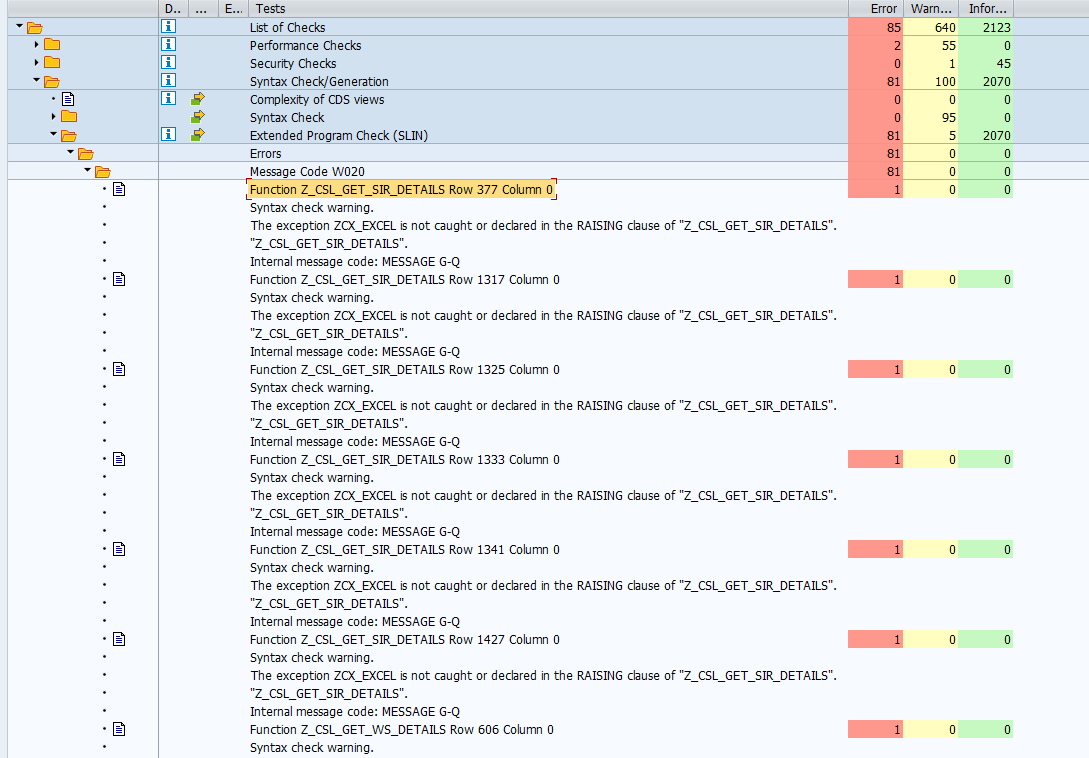 D.. ... E... Tests Error Warn... Infor...
List of Checks 85 640 2123
Performance Checks 2 55 0
Security Checks 0 1 45
Syntax Check/Generation 81 100 2070
Complexity of CDS views 0 0 0
Syntax Check 0 95 0
Extended Program Check (SLIN) 81 5 2070
Errors 81 0 0
Message Code W020 81 0 0
Function Z_CSL_GET_SIR_DETAILS Row 377 Column 0 1 0 0
Syntax check warning.
The exception ZCX_EXCEL is not caught or declared in the RAISING clause of "Z_CSL_GET_SIR_DETAILS".
"Z_CSL_GET_SIR_DETAILS".
Internal message code: MESSAGE G-Q
Function Z_CSL_GET_SIR_DETAILS Row 1317 Column 0 1 0 0
Syntax check warning.
The exception ZCX_EXCEL is not caught or declared in the RAISING clause of "Z_CSL_GET_SIR_DETAILS".
"Z_CSL_GET_SIR_DETAILS".
Internal message code: MESSAGE G-Q
Function Z_CSL_GET_SIR_DETAILS Row 1325 Column 0 1 0 0
Syntax check warning.
The exception ZCX_EXCEL is not caught or declared in the RAISING clause of "Z_CSL_GET_SIR_DETAILS".
"Z_CSL_GET_SIR_DETAILS".
Internal message code: MESSAGE G-Q
Function Z_CSL_GET_SIR_DETAILS Row 1333 Column 0 1 0 0
Syntax check warning.
The exception ZCX_EXCEL is not caught or declared in the RAISING clause of "Z_CSL_GET_SIR_DETAILS".
"Z_CSL_GET_SIR_DETAILS".
Internal message code: MESSAGE G-Q
Function Z_CSL_GET_SIR_DETAILS Row 1341 Column 0 1 0 0
Syntax check warning.
The exception ZCX_EXCEL is not caught or declared in the RAISING clause of "Z_CSL_GET_SIR_DETAILS".
"Z_CSL_GET_SIR_DETAILS".
Internal message code: MESSAGE G-Q
Function Z_CSL_GET_SIR_DETAILS Row 1427 Column 0 1 0 0
Syntax check warning.
The exception ZCX_EXCEL is not caught or declared in the RAISING clause of "Z_CSL_GET_SIR_DETAILS".
"Z_CSL_GET_SIR_DETAILS".
Internal message code: MESSAGE G-Q
Function Z_CSL_GET_WS_DETAILS Row 606 Column 0 1 0 0
Syntax check warning.